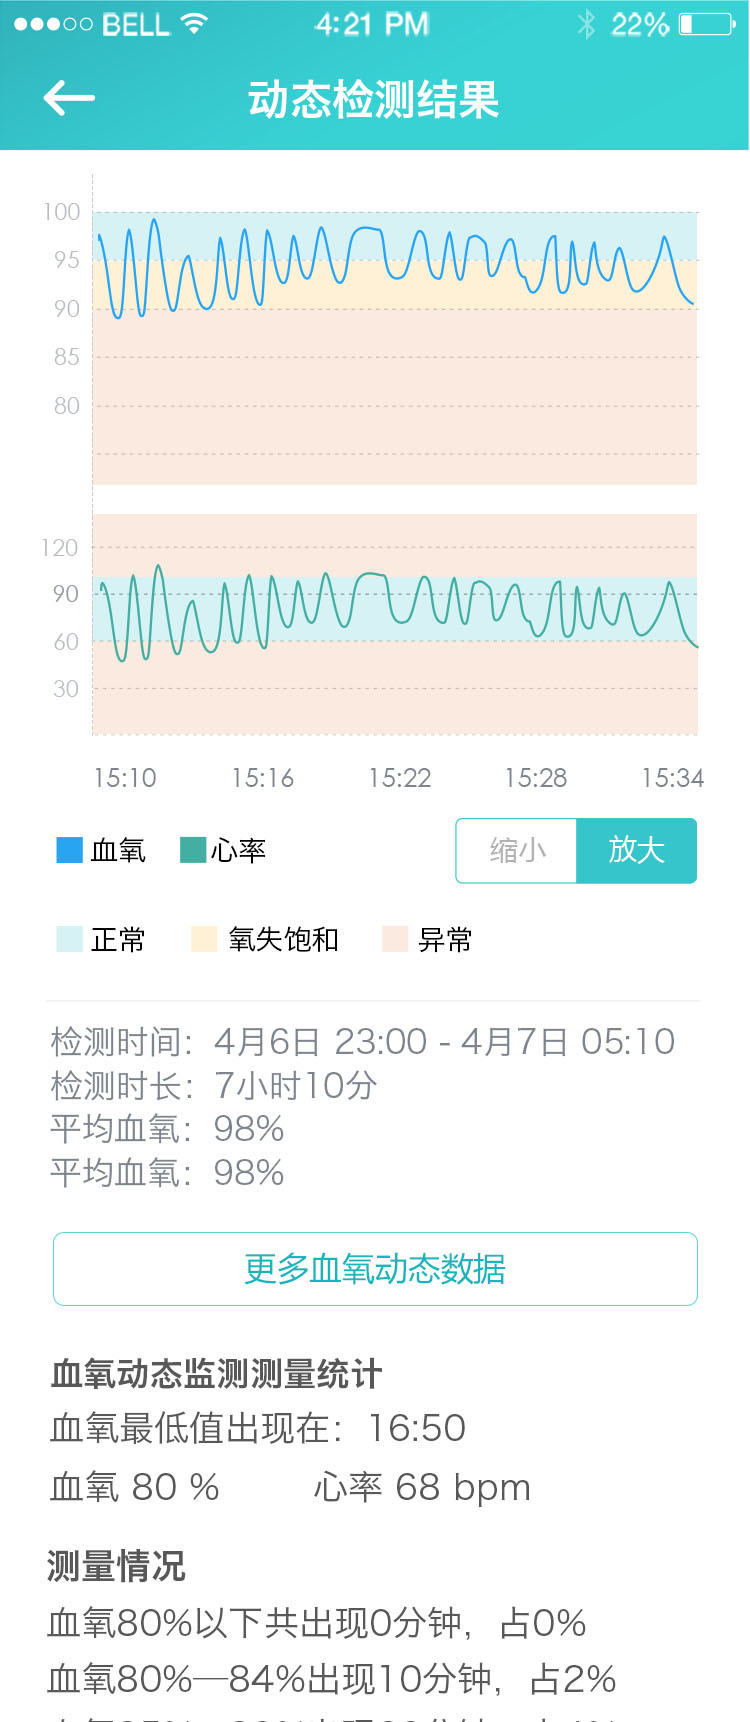 BELL 4:21 PM 22%
动态检测结果
100
95
90
85
80
120
90
60
30
15:10 15:16 15:22 15:28 15:34
血氧 心率 缩小 放大
正常 氧失饱和 异常
检测时间：4月6日 23:00 - 4月7日 05:10
检测时长：7小时10分
平均血氧：98%
平均血氧：98%
更多血氧动态数据
血氧动态监测测量统计
血氧最低值出现在：16:50
血氧 80 % 心率 68 bpm
测量情况
血氧80%以下共出现0分钟，占0%
血氧80%—84%出现10分钟，占2%